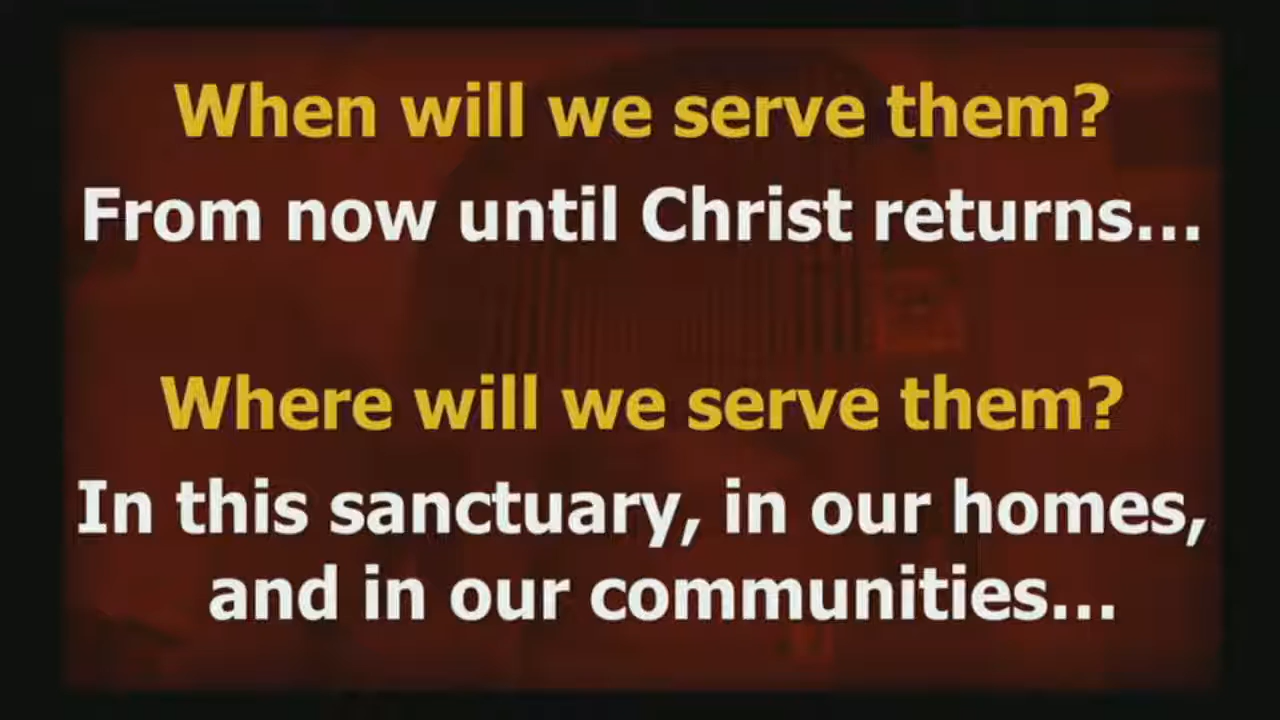 When will we serve them?
From now until Christ returns...
Where will we serve them?
In this sanctuary, in our homes,
and in our communities...